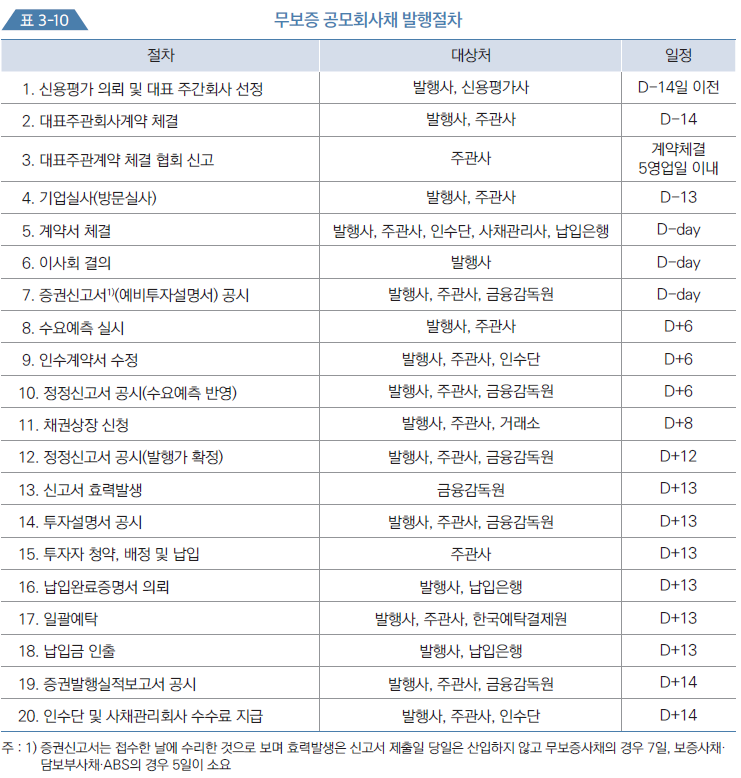 표 3-10 무보증 공모회사채 발행절차
절차 대상처 일정
1. 신용평가 의뢰 및 대표 주간회사 선정 발행사, 신용평가사 D-14일 이전
2. 대표주관회사계약 체결 발행사, 주관사 D-14
3. 대표주관계약 체결 협회 신고 주관사 계약체결
5영업일 이내
4. 기업실사(방문실사) 발행사, 주관사 D-13
5. 계약서 체결 발행사, 주관사, 인수단, 사채관리사, 납입은행 D-day
6. 이사회 결의 발행사 D-day
7. 증권신고서1)(예비투자설명서) 공시 발행사, 주관사, 금융감독원 D-day
8. 수요예측 실시 발행사, 주관사 D+6
9. 인수계약서 수정 발행사, 주관사, 인수단 D+6
10. 정정신고서 공시(수요예측 반영) 발행사, 주관사, 금융감독원 D+6
11. 채권상장 신청 발행사, 주관사, 거래소 D+8
12. 정정신고서 공시(발행가 확정) 발행사, 주관사, 금융감독원 D+12
13. 신고서 효력발생 금융감독원 D+13
14. 투자설명서 공시 발행사, 주관사, 금융감독원 D+13
15. 투자자 청약, 배정 및 납입 주관사 D+13
16. 납입완료증명서 의뢰 발행사, 납입은행 D+13
17. 일괄예탁 발행사, 주관사, 한국예탁결제원 D+13
18. 납입금 인출 발행사, 납입은행 D+13
19. 증권발행실적보고서 공시 발행사, 주관사, 금융감독원 D+14
20. 인수단 및 사채관리회사 수수료 지급 발행사, 주관사, 인수단 D+14
주 : 1) 증권신고서는 접수한 날에 수리한 것으로 보며 효력발생은 신고서 제출일 당일은 산입하지 않고 무보증사채의 경우 7일, 보증사채·
담보부사채·ABS의 경우 5일이 소요